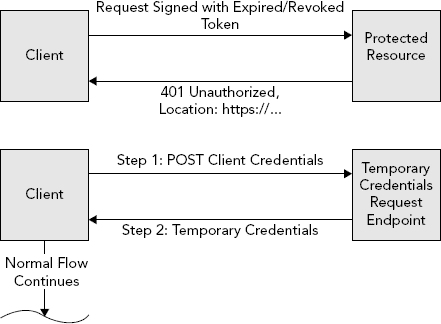 Request Signed with Expired/Revoked
Token
Client
Protected
Resource
401 Unauthorized,
Location: https://...
Step 1: POST Client Credentials
Client
Temporary
Credentials
Request
Endpoint
Step 2: Temporary Credentials
Normal Flow
Continues